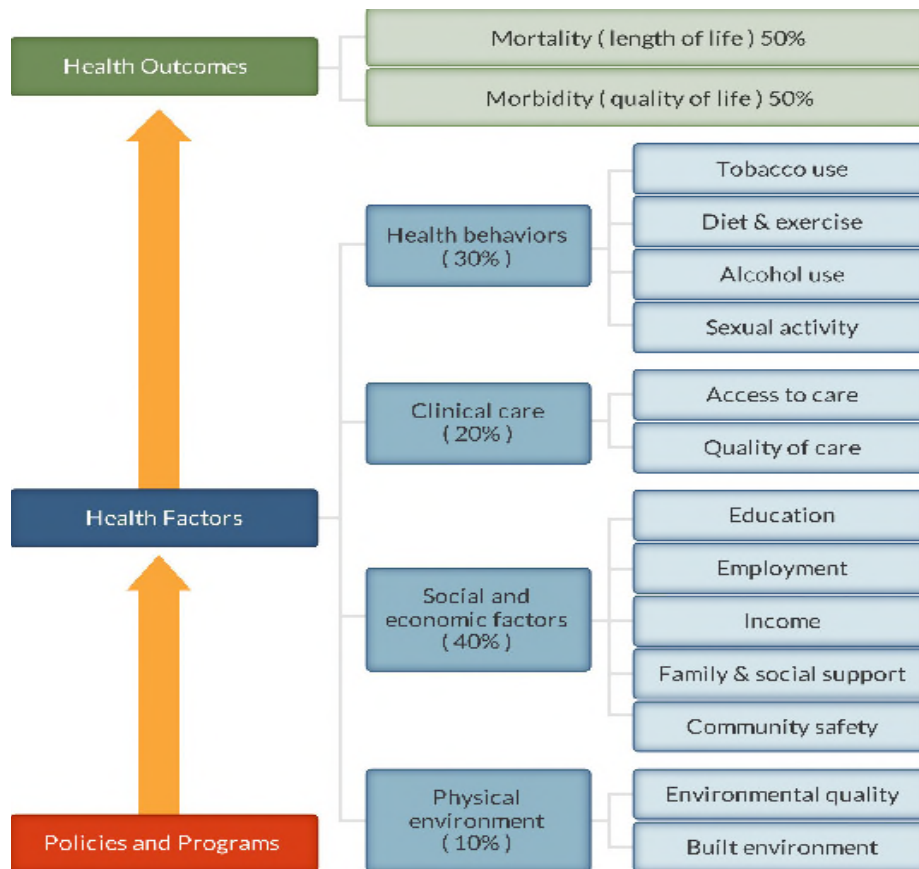 Health Outcomes
Mortality ( length of life ) 50%
Morbidity ( quality of life ) 50%
Health Factors
Health behaviors
( 30% )
Tobacco use
Diet & exercise
Alcohol use
Sexual activity
Clinical care
( 20% )
Access to care
Quality of care
Social and
economic factors
( 40% )
Education
Employment
Income
Family & social support
Community safety
Physical
environment
( 10% )
Environmental quality
Built environment
Policies and Programs